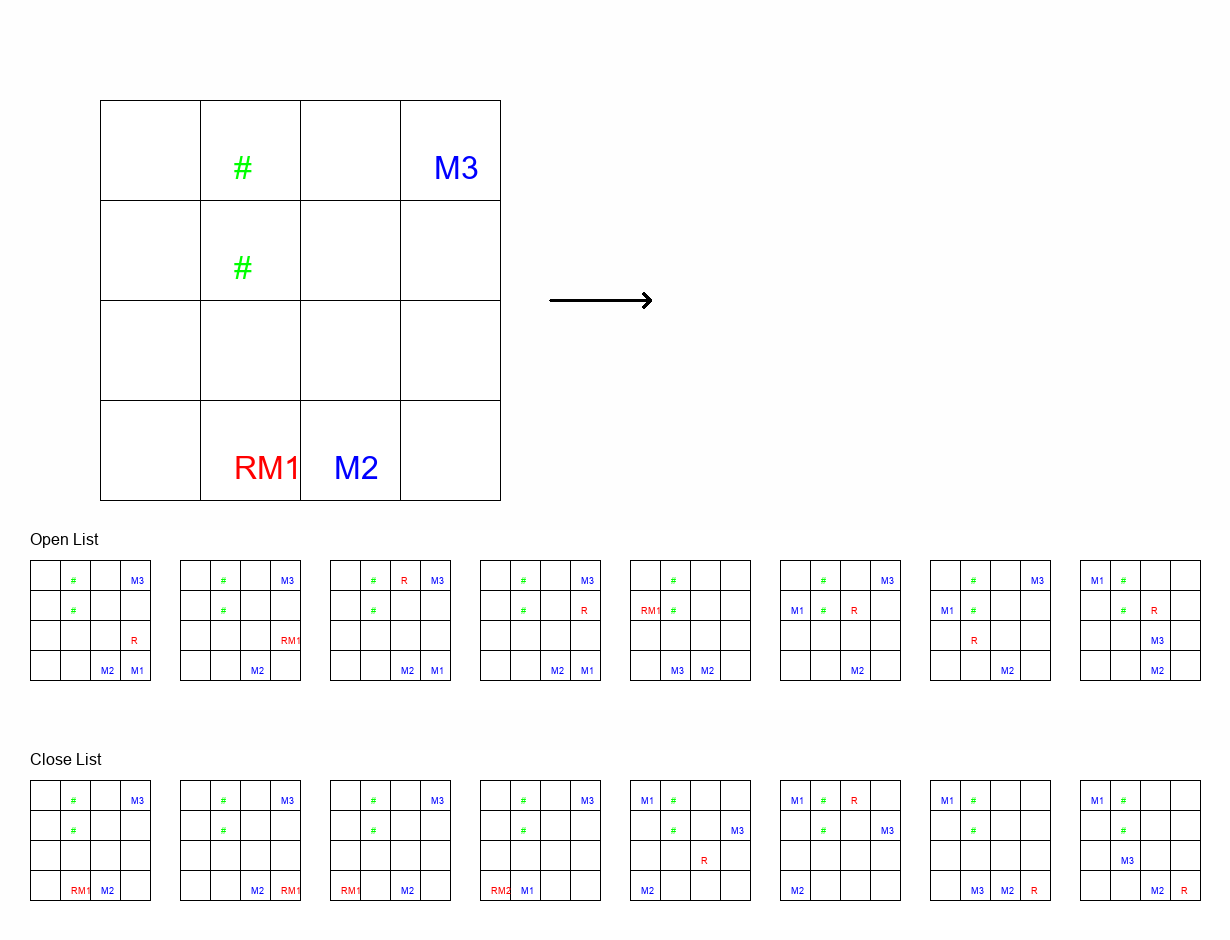 # M3
#
RM1 M2
Open List
# M3 # M3 # R M3 # M3 # # M3 # M3 M1 #
# # # # R RM1 # M1 # R M1 # # R
R RM1 R M3
M2 M1 M2 M2 M1 M2 M1 M3 M2 M2 M2 M2
Close List
# M3 # M3 # M3 # M3 M1 # M1 # R M1 # M1 #
# # # # # M3 # M3 # #
R M3
RM1 M2 M2 RM1 RM1 M2 RM2 M1 M2 M2 M3 M2 R M2 R